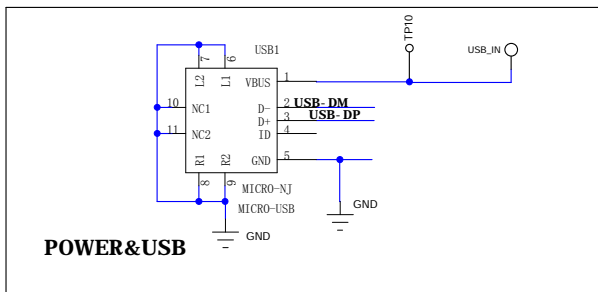 TP10
USB_IN
USB1
7
6
L2
L1
VBUS
1
10
NC1
D-
2
USB-DM
D+
3
USB-DP
11
NC2
ID
4
R1
R2
GND
5
8
9
MICRO-NJ
MICRO-USB
GND
GND
POWER&USB